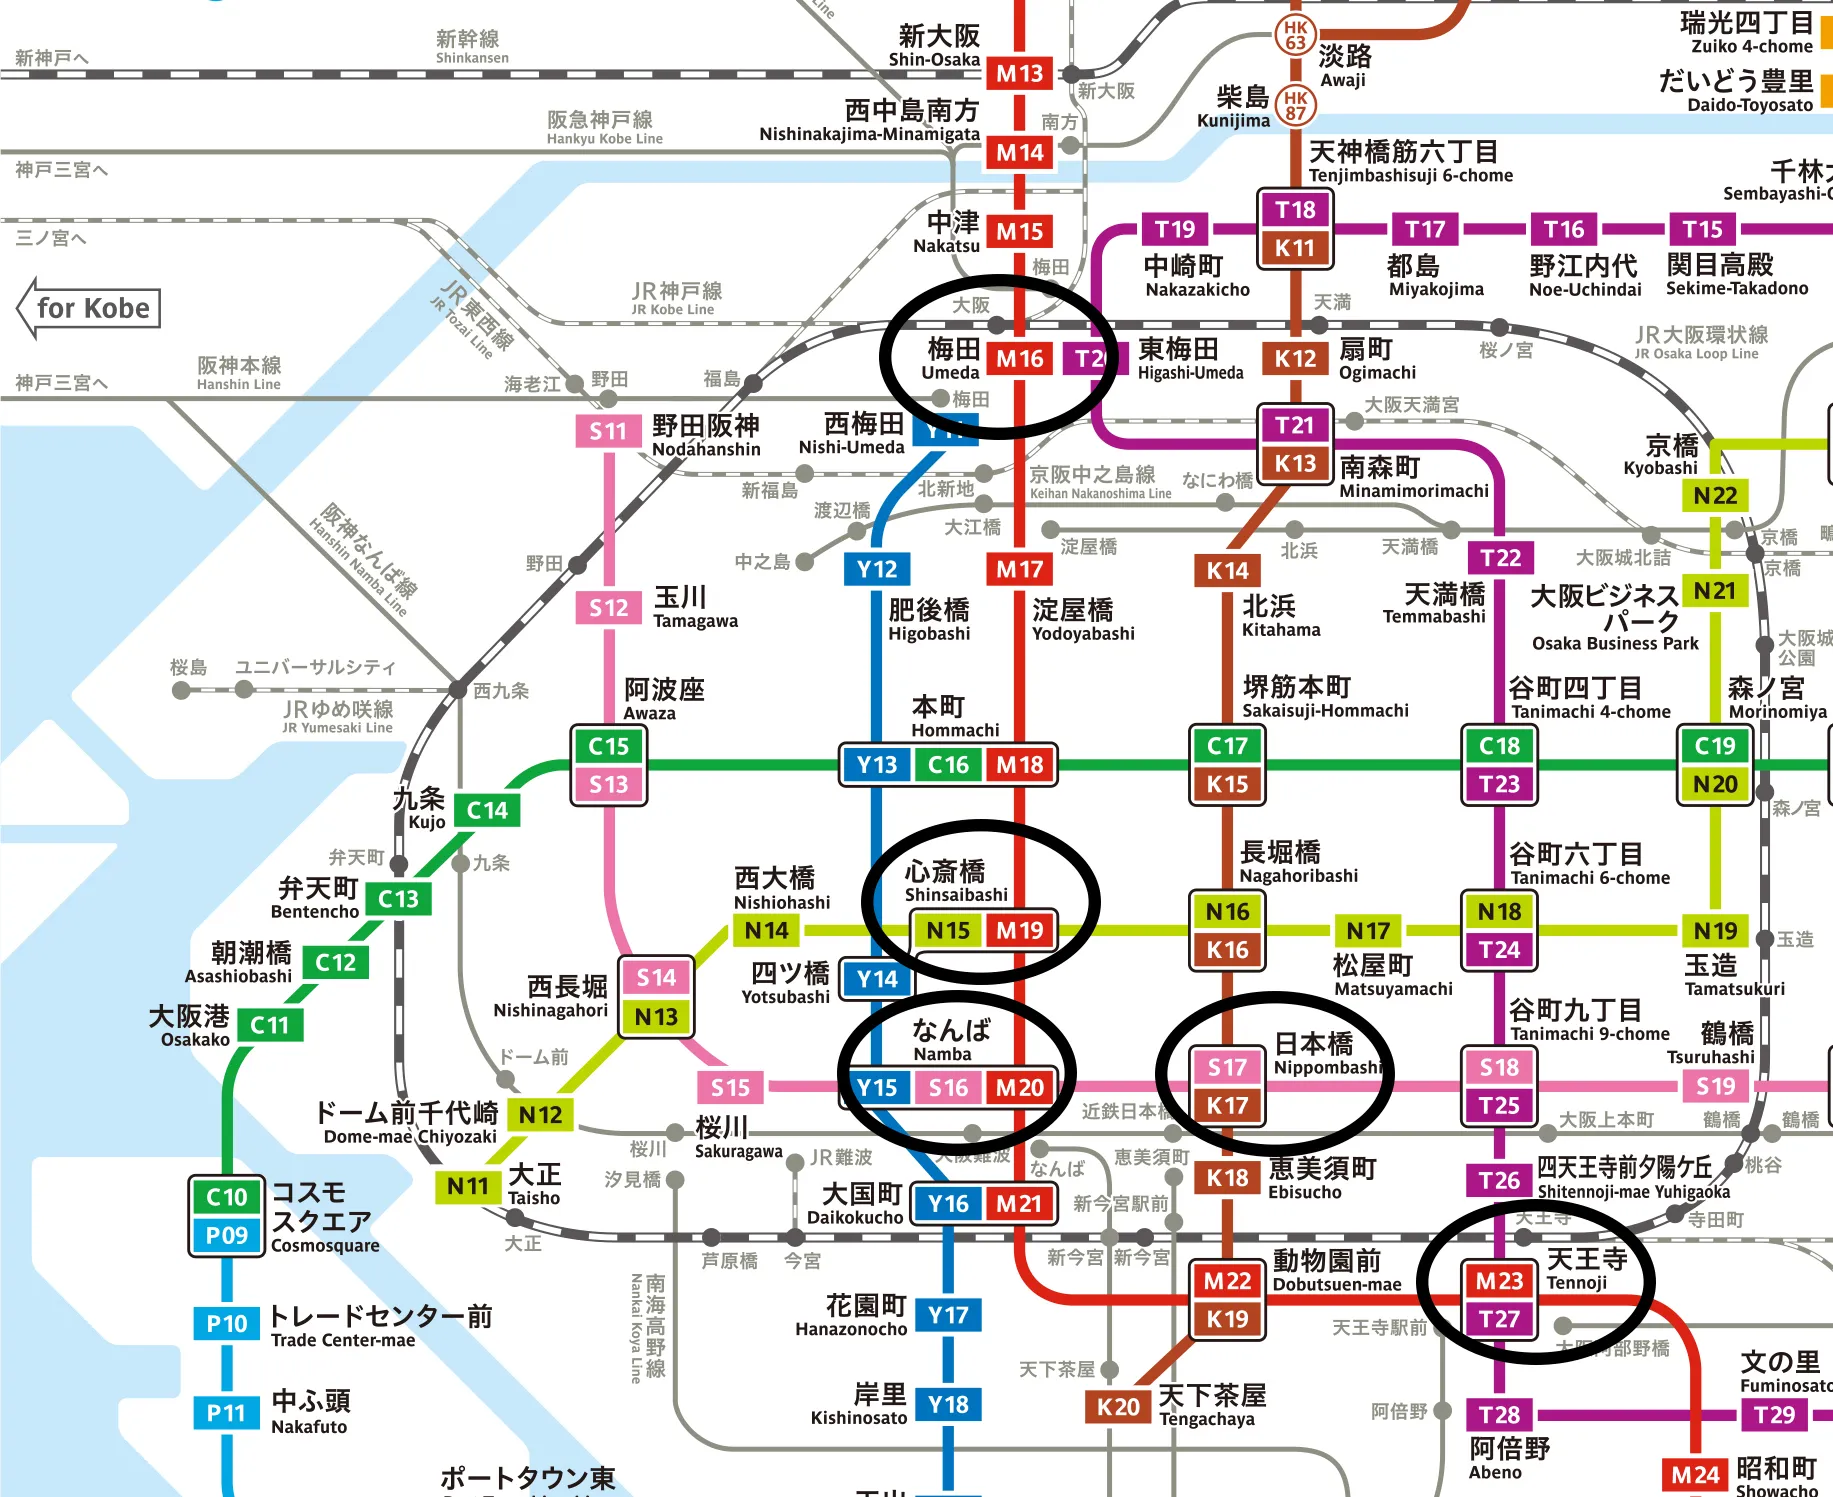 Line
新大阪
Shin-Osaka
M13
新大阪
新幹線
Shinkansen
新神戸へ
HK
63
淡路
Awaji
瑞光四丁目
Zuiko 4-chome
だいどう豊里
Daido-Toyosato
柴島
Kunijima
HK
87
西中島南方
Nishinakajima-Minamigata
M14
南方
阪急神戸線
Hankyu Kobe Line
神戸三宮へ
天神橋筋六丁目
Tenjimbashisuji 6-chome
T18
K11
千林
Sembayashi-
三ノ宮へ
中津
Nakatsu
M15
T19
中崎町
Nakazakicho
T17
都島
Miyakojima
T16
野江内代
Noe-Uchindai
T15
関目高殿
Sekime-Takadono
for Kobe
JR東西線
JR Tozai Line
JR神戸線
JR Kobe Line
梅田
大阪
天満
桜ノ宮
JR大阪環状線
JR Osaka Loop Line
梅田
Umeda
M16
T20
東梅田
Higashi-Umeda
K12
扇町
Ogimachi
阪神本線
Hanshin Line
神戸三宮へ
海老江
野田
福島
梅田
大阪天満宮
S11
野田阪神
Nodahanshin
西梅田
Nishi-Umeda
Y11
T21
K13
南森町
Minamimorimachi
京橋
Kyobashi
N22
新福島
北新地
京阪中之島線
Keihan Nakanoshima Line
なにわ橋
渡辺橋
大江橋
中之島
淀屋橋
北浜
天満橋
大阪城北詰
京橋
京橋
阪神なんば線
Hanshin Namba Line
野田
Y12
肥後橋
Higobashi
M17
淀屋橋
Yodoyabashi
K14
北浜
Kitahama
T22
天満橋
Temmabashi
大阪ビジネス
パーク
Osaka Business Park
N21
S12
玉川
Tamagawa
大阪城
公園
桜島
ユニバーサルシティ
西九条
JRゆめ咲線
JR Yumesaki Line
阿波座
Awaza
C15
S13
本町
Hommachi
Y13
C16
M18
堺筋本町
Sakaisuji-Hommachi
C17
K15
谷町四丁目
Tanimachi 4-chome
C18
T23
森ノ宮
Morinomiya
C19
N20
森ノ宮
九条
Kujo
C14
弁天町
九条
弁天町
Bentencho
C13
朝潮橋
Asashiobashi
C12
大阪港
Osakako
C11
西大橋
Nishiohashi
N14
心斎橋
Shinsaibashi
N15
M19
長堀橋
Nagahoribashi
N16
K16
N17
松屋町
Matsuyamachi
谷町六丁目
Tanimachi 6-chome
N18
T24
N19
玉造
Tamatsukuri
玉造
四ツ橋
Yotsubashi
Y14
西長堀
Nishinagahori
S14
N13
なんば
Namba
Y15
S16
M20
日本橋
Nippombashi
S17
K17
谷町九丁目
Tanimachi 9-chome
S18
T25
鶴橋
Tsuruhashi
S19
ドーム前
ドーム前千代崎
Dome-mae Chiyozaki
N12
S15
桜川
Sakuragawa
桜川
近鉄日本橋
大阪難波
大阪上本町
鶴橋
鶴橋
大正
Taisho
N11
大正
汐見橋
JR難波
なんば
恵美須町
K18
恵美須町
Ebisucho
T26
四天王寺前夕陽ケ丘
Shitennoji-mae Yuhigaoka
桃谷
C10
P09
コスモ
スクエア
Cosmosquare
大国町
Daikokucho
Y16
M21
新今宮駅前
芦原橋
今宮
新今宮
新今宮
天王寺
寺田町
南海高野線
Nankai Koya Line
動物園前
Dobutsuen-mae
M22
K19
天王寺
Tennoji
M23
T27
天王寺駅前
大阪阿部野橋
P10
トレードセンター前
Trade Center-mae
花園町
Hanazonocho
Y17
天下茶屋
K20
天下茶屋
Tengachaya
P11
中ふ頭
Nakafuto
岸里
Kishinosato
Y18
阿倍野
T28
阿倍野
Abeno
文の里
Fuminosato
T29
M24
昭和町
Showacho
ポートタウン東